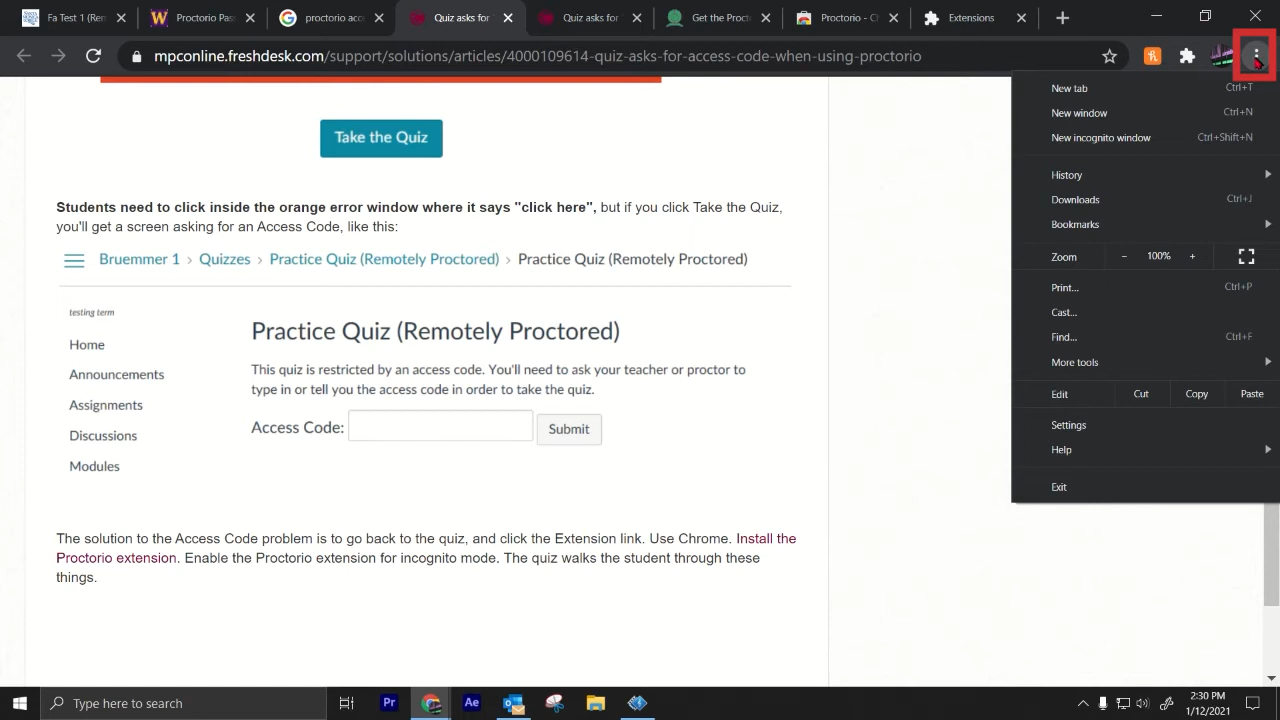 Fa Test 1 (Rem
Proctorio Pas
proctorio acc
Quiz asks for
Quiz asks for
Get the Proct
Proctorio - Ch
Extensions
mpconline.freshdesk.com/support/solutions/articles/4000109614-quiz-asks-for-access-code-when-using-proctorio
New tab Ctrl+T
New window Ctrl+N
New incognito window Ctrl+Shift+N
History
Downloads Ctrl+J
Bookmarks
Zoom - 100% +
Print... Ctrl+P
Cast...
Find... Ctrl+F
More tools
Edit Cut Copy Paste
Settings
Help
Exit
Take the Quiz
Students need to click inside the orange error window where it says "click here", but if you click Take the Quiz,
you'll get a screen asking for an Access Code, like this:
Bruemmer 1 › Quizzes › Practice Quiz (Remotely Proctored) › Practice Quiz (Remotely Proctored)
testing term
Home
Announcements
Assignments
Discussions
Modules
Practice Quiz (Remotely Proctored)
This quiz is restricted by an access code. You'll need to ask your teacher or proctor to
type in or tell you the access code in order to take the quiz.
Access Code: Submit
The solution to the Access Code problem is to go back to the quiz, and click the Extension link. Use Chrome. Install the
Proctorio extension. Enable the Proctorio extension for incognito mode. The quiz walks the student through these
things.
Type here to search
Pr
Ae
2:30 PM
1/12/2021